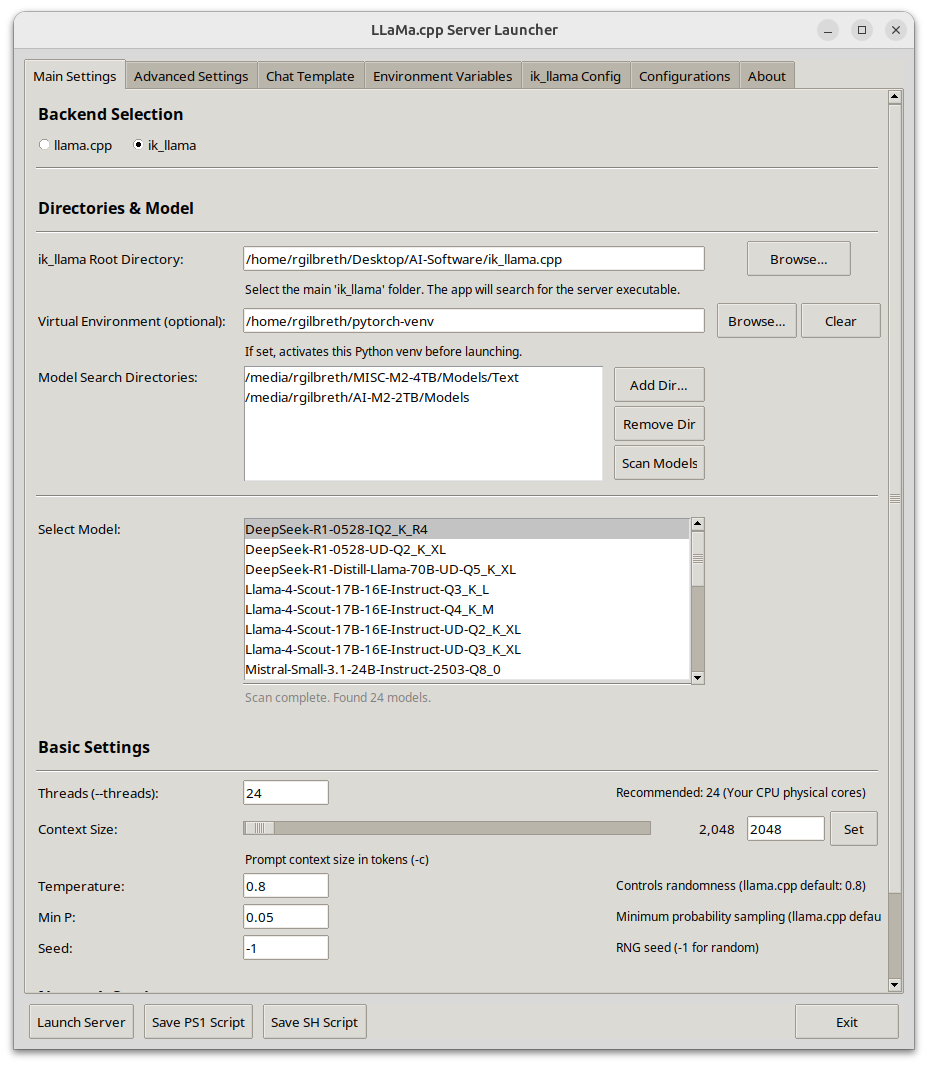 LLaMa.cpp Server Launcher
Main Settings Advanced Settings Chat Template Environment Variables ik_llama Config Configurations About
Backend Selection
llama.cpp ik_llama
Directories & Model
ik_llama Root Directory: /home/rgilbreth/Desktop/AI-Software/ik_llama.cpp Browse...
Select the main 'ik_llama' folder. The app will search for the server executable.
Virtual Environment (optional): /home/rgilbreth/pytorch-venv Browse... Clear
If set, activates this Python venv before launching.
Model Search Directories: /media/rgilbreth/MISC-M2-4TB/Models/Text Add Dir...
/media/rgilbreth/AI-M2-2TB/Models
Remove Dir
Scan Models
Select Model: DeepSeek-R1-0528-IQ2_K_R4
DeepSeek-R1-0528-UD-Q2_K_XL
DeepSeek-R1-Distill-Llama-70B-UD-Q5_K_XL
Llama-4-Scout-17B-16E-Instruct-Q3_K_L
Llama-4-Scout-17B-16E-Instruct-Q4_K_M
Llama-4-Scout-17B-16E-Instruct-UD-Q2_K_XL
Llama-4-Scout-17B-16E-Instruct-UD-Q3_K_XL
Mistral-Small-3.1-24B-Instruct-2503-Q8_0
Scan complete. Found 24 models.
Basic Settings
Threads (--threads): 24 Recommended: 24 (Your CPU physical cores)
Context Size: 2,048 2048 Set
Prompt context size in tokens (-c)
Temperature: 0.8 Controls randomness (llama.cpp default: 0.8)
Min P: 0.05 Minimum probability sampling (llama.cpp defau
Seed: -1 RNG seed (-1 for random)
Launch Server Save PS1 Script Save SH Script Exit